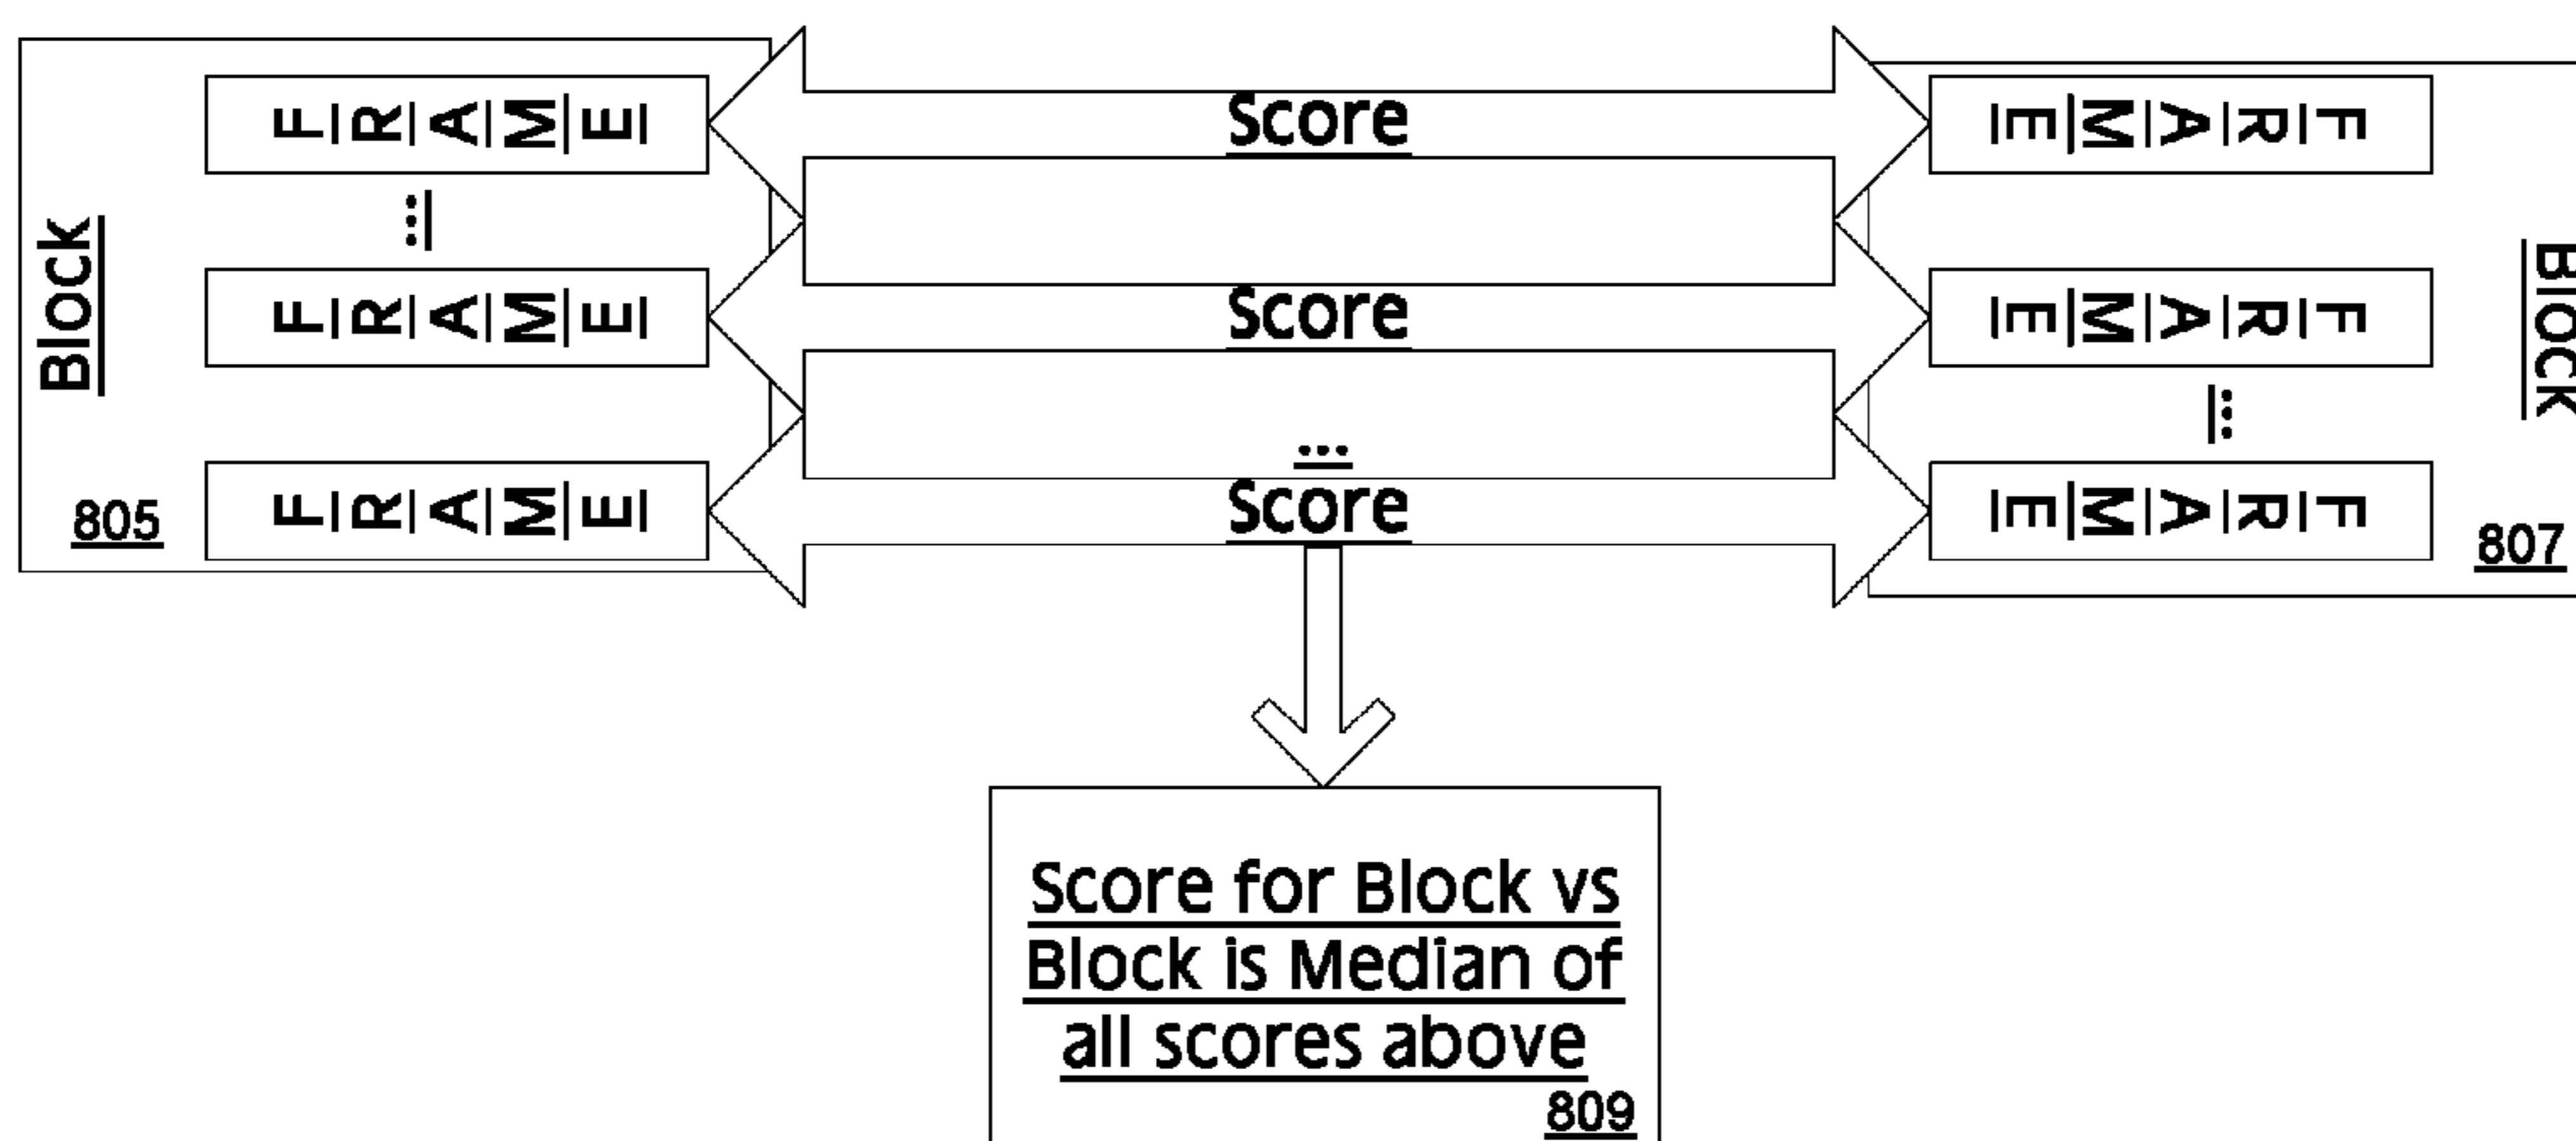 Block
FRAME
...
FRAME
FRAME
805
Score
Score
...
Score
FRAME
FRAME
...
FRAME
Block
807
Score for Block vs
Block is Median of
all scores above
809